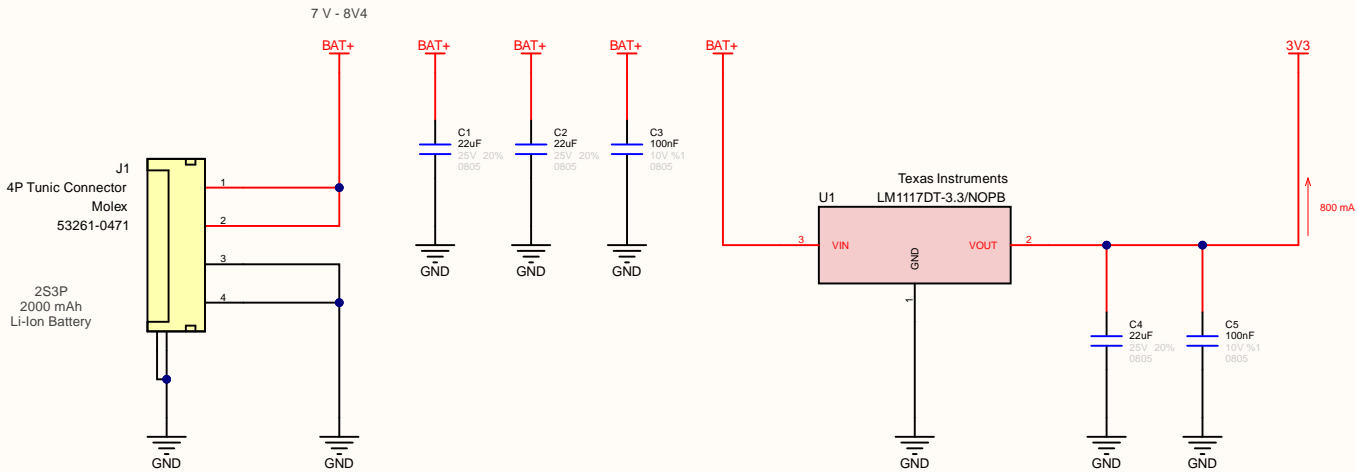 7 V - 8V4
BAT+
BAT+
BAT+
BAT+
BAT+
3V3
C1
22uF
25V 20%
0805
C2
22uF
25V 20%
0805
C3
100nF
10V %1
0805
J1
4P Tunic Connector
Molex
53261-0471
1
2
3
4
2S3P
2000 mAh
Li-Ion Battery
GND
GND
GND
GND
GND
Texas Instruments
U1
LM1117DT-3.3/NOPB
3
VIN
GND
VOUT
2
1
800 mA
C4
22uF
25V 20%
0805
C5
100nF
10V %1
0805
GND
GND
GND